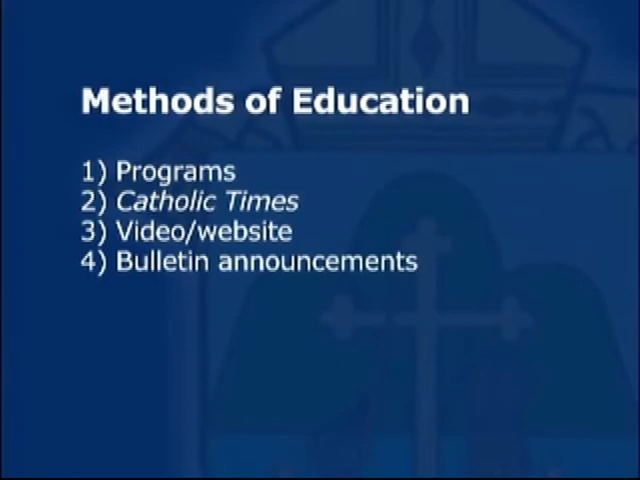 Methods of Education
1) Programs
2) Catholic Times
3) Video/website
4) Bulletin announcements